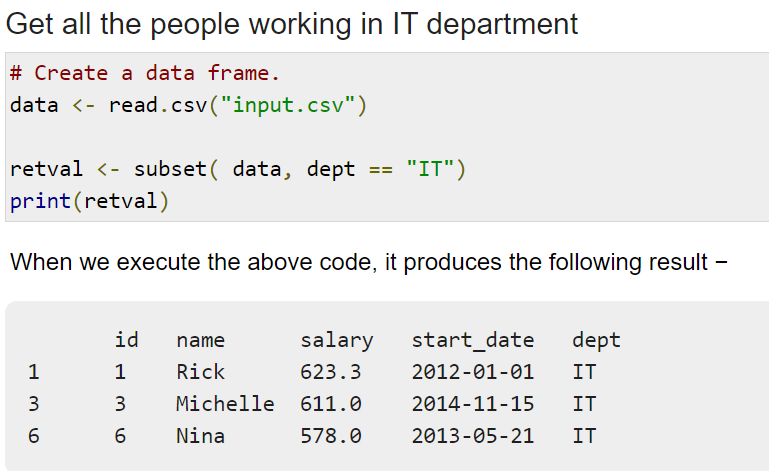 Get all the people working in IT department
# Create a data frame.
data <- read.csv("input.csv")
retval <- subset( data, dept == "IT")
print(retval)
When we execute the above code, it produces the following result −
id name salary start_date dept
1 1 Rick 623.3 2012-01-01 IT
3 3 Michelle 611.0 2014-11-15 IT
6 6 Nina 578.0 2013-05-21 IT